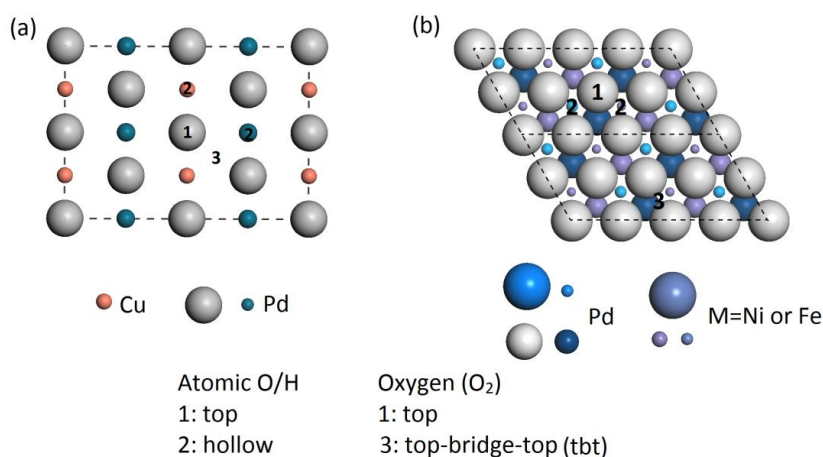 (a)
2
1 2
3
Cu Pd
(b)
1
2 2
3
Pd M=Ni or Fe
Atomic O/H
1: top
2: hollow
Oxygen (O₂)
1: top
3: top-bridge-top (tbt)